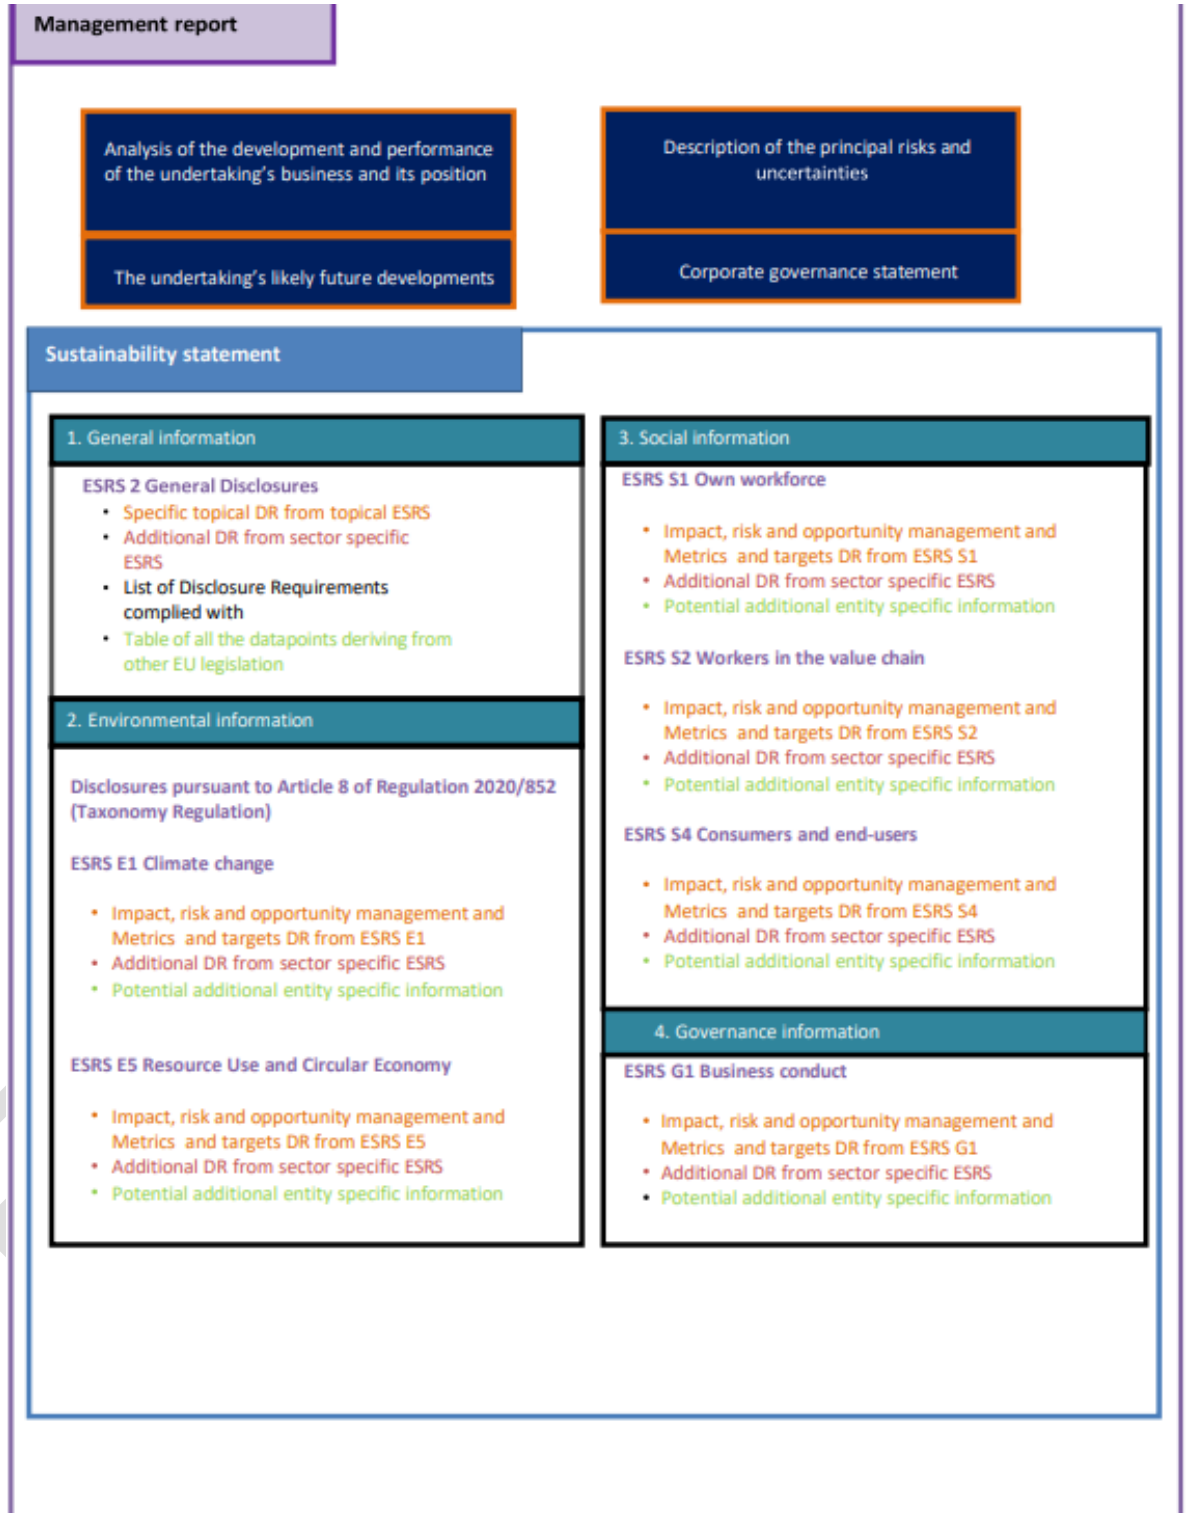 Management report
Analysis of the development and performance
of the undertaking's business and its position
The undertaking's likely future developments
Description of the principal risks and
uncertainties
Corporate governance statement
Sustainability statement
1. General information
ESRS 2 General Disclosures
• Specific topical DR from topical ESRS
• Additional DR from sector specific
ESRS
• List of Disclosure Requirements
complied with
• Table of all the datapoints deriving from
other EU legislation
2. Environmental information
Disclosures pursuant to Article 8 of Regulation 2020/852
(Taxonomy Regulation)
ESRS E1 Climate change
• Impact, risk and opportunity management and
Metrics and targets DR from ESRS E1
• Additional DR from sector specific ESRS
• Potential additional entity specific information
ESRS E5 Resource Use and Circular Economy
• Impact, risk and opportunity management and
Metrics and targets DR from ESRS E5
• Additional DR from sector specific ESRS
• Potential additional entity specific information
3. Social information
ESRS S1 Own workforce
• Impact, risk and opportunity management and
Metrics and targets DR from ESRS S1
• Additional DR from sector specific ESRS
• Potential additional entity specific information
ESRS S2 Workers in the value chain
• Impact, risk and opportunity management and
Metrics and targets DR from ESRS S2
• Additional DR from sector specific ESRS
• Potential additional entity specific information
ESRS S4 Consumers and end-users
• Impact, risk and opportunity management and
Metrics and targets DR from ESRS S4
• Additional DR from sector specific ESRS
• Potential additional entity specific information
4. Governance information
ESRS G1 Business conduct
• Impact, risk and opportunity management and
Metrics and targets DR from ESRS G1
• Additional DR from sector specific ESRS
• Potential additional entity specific information